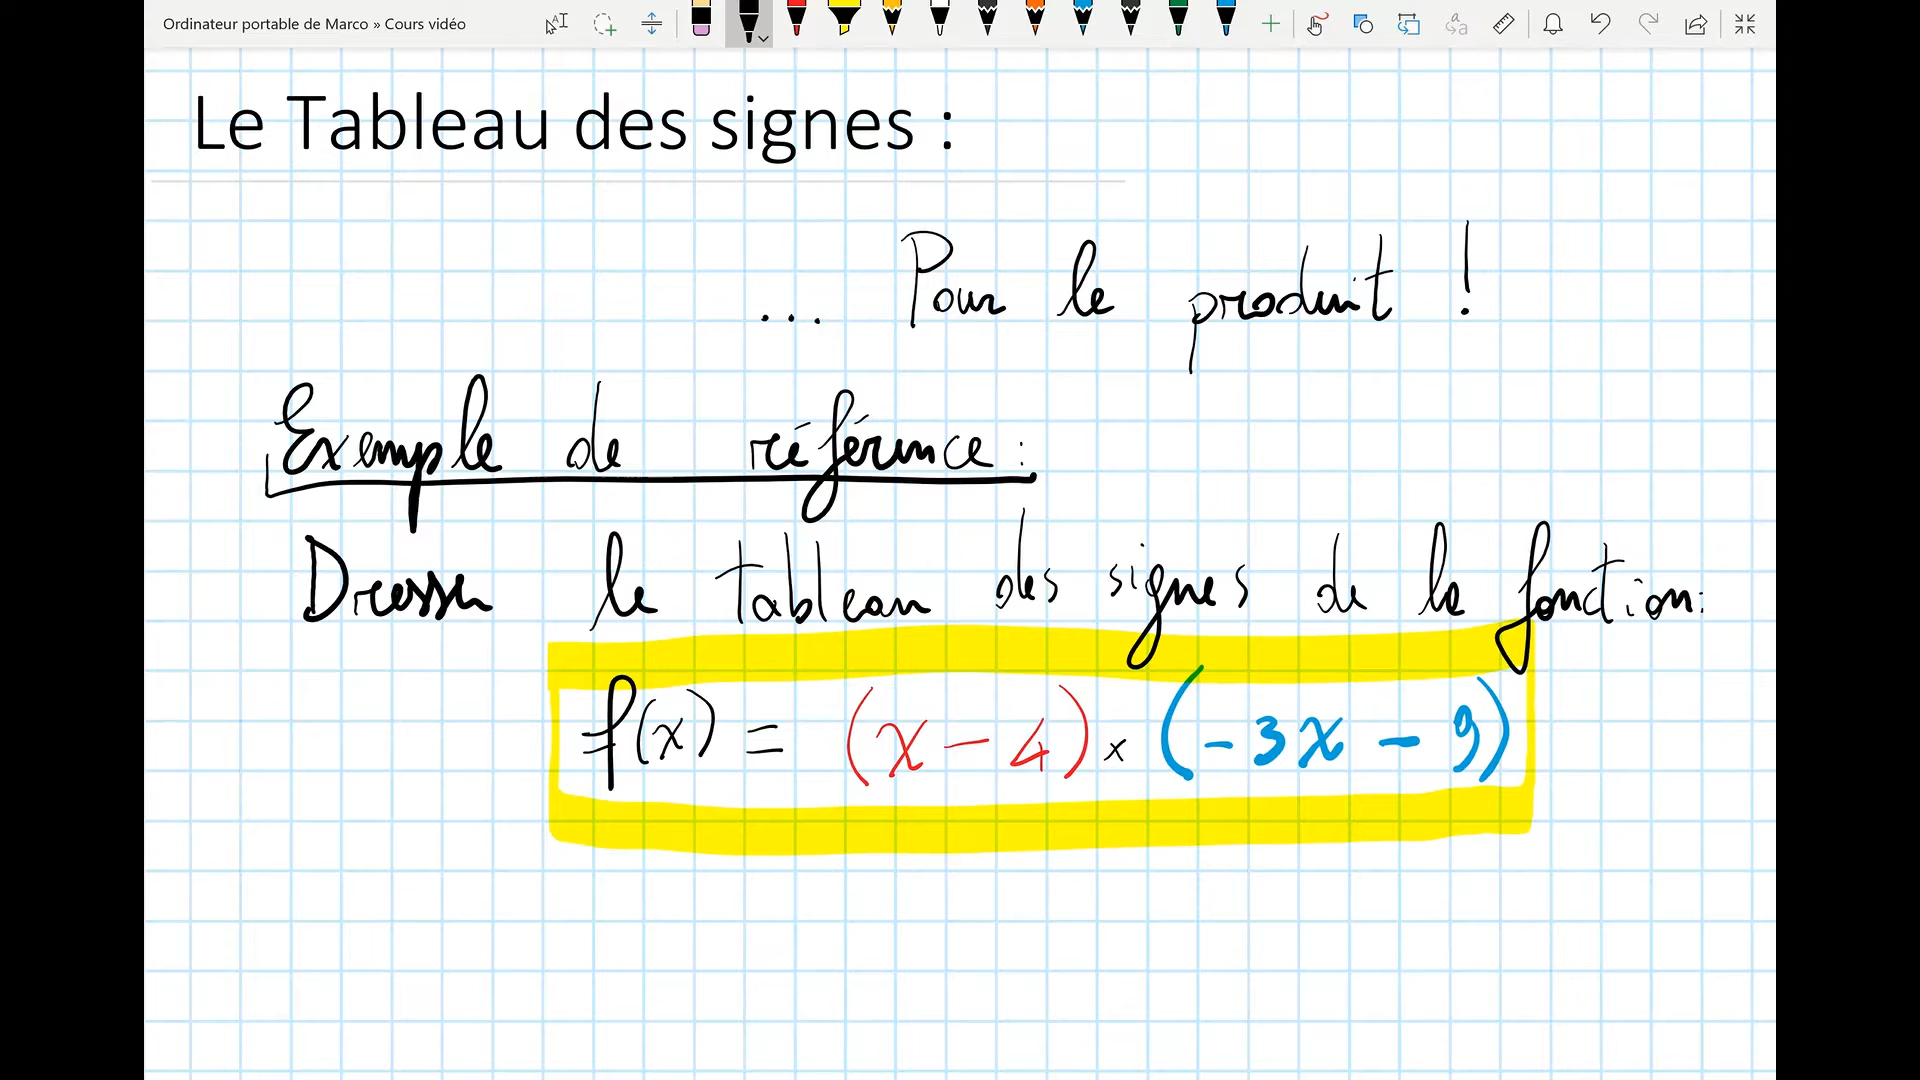 Ordinateur portable de Marco » Cours vidéo
Le Tableau des signes :
... Pour le produit !
Exemple de référence :
Dresser le tableau des signes de la fonction :
f(x) = (x - 4) × (-3x - 9)